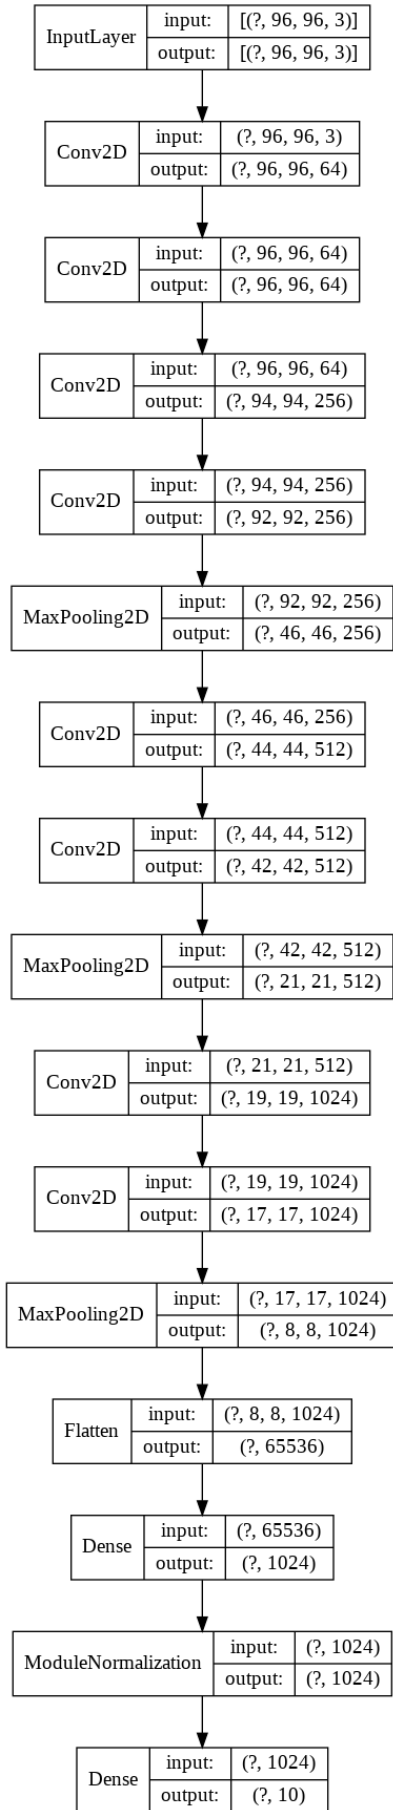 InputLayer
input: [(?, 96, 96, 3)]
output: [(?, 96, 96, 3)]
Conv2D
input: (?, 96, 96, 3)
output: (?, 96, 96, 64)
Conv2D
input: (?, 96, 96, 64)
output: (?, 96, 96, 64)
Conv2D
input: (?, 96, 96, 64)
output: (?, 94, 94, 256)
Conv2D
input: (?, 94, 94, 256)
output: (?, 92, 92, 256)
MaxPooling2D
input: (?, 92, 92, 256)
output: (?, 46, 46, 256)
Conv2D
input: (?, 46, 46, 256)
output: (?, 44, 44, 512)
Conv2D
input: (?, 44, 44, 512)
output: (?, 42, 42, 512)
MaxPooling2D
input: (?, 42, 42, 512)
output: (?, 21, 21, 512)
Conv2D
input: (?, 21, 21, 512)
output: (?, 19, 19, 1024)
Conv2D
input: (?, 19, 19, 1024)
output: (?, 17, 17, 1024)
MaxPooling2D
input: (?, 17, 17, 1024)
output: (?, 8, 8, 1024)
Flatten
input: (?, 8, 8, 1024)
output: (?, 65536)
Dense
input: (?, 65536)
output: (?, 1024)
ModuleNormalization
input: (?, 1024)
output: (?, 1024)
Dense
input: (?, 1024)
output: (?, 10)